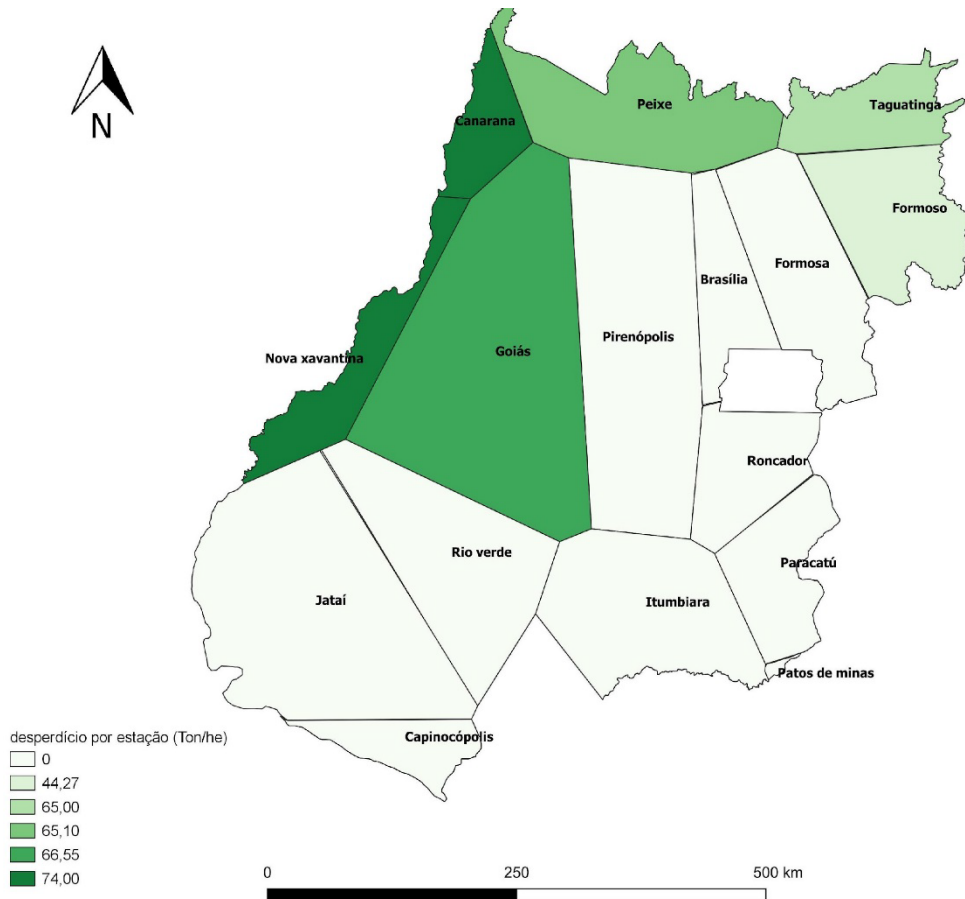 Peixe
Taguatinga
Canarana
N
Formoso
Formosa
Brasília
Pirenópolis
Goiás
Nova xavantina
Roncador
Rio verde
Paracatú
Jataí
Itumbiara
Patos de minas
Capinocópolis
desperdício por estação (Ton/he)
0
44,27
65,00
65,10
66,55
74,00
0 250 500 km